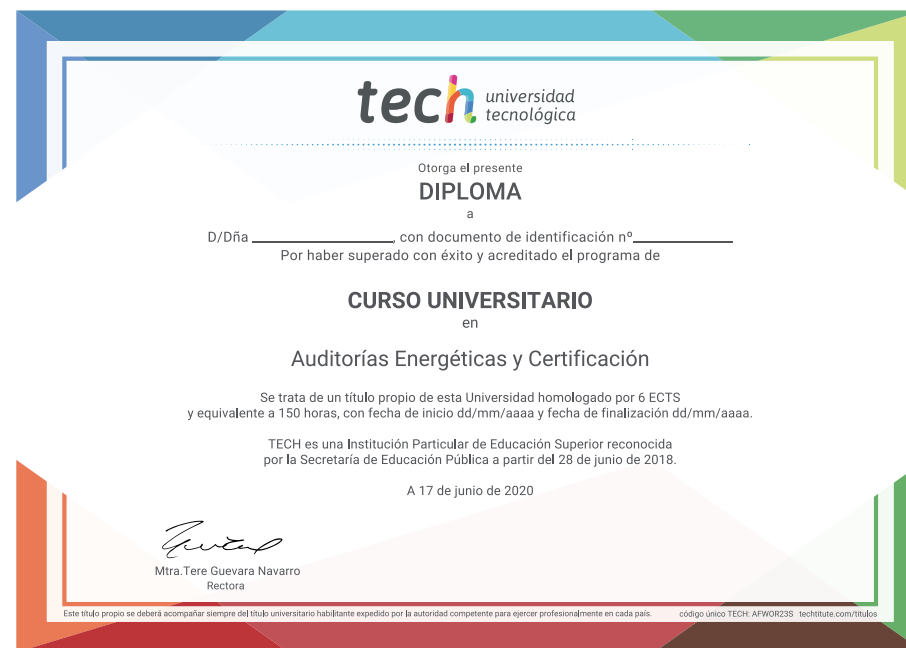 tech universidad
tecnológica
Otorga el presente
DIPLOMA
a
D/Dña ____________________, con documento de identificación nº______________
Por haber superado con éxito y acreditado el programa de
CURSO UNIVERSITARIO
en
Auditorías Energéticas y Certificación
Se trata de un título propio de esta Universidad homologado por 6 ECTS
y equivalente a 150 horas, con fecha de inicio dd/mm/aaaa y fecha de finalización dd/mm/aaaa.
TECH es una Institución Particular de Educación Superior reconocida
por la Secretaría de Educación Pública a partir del 28 de junio de 2018.
A 17 de junio de 2020
Mtra.Tere Guevara Navarro
Rectora
Este título propio se deberá acompañar siempre del título universitario habilitante expedido por la autoridad competente para ejercer profesionalmente en cada país. código único TECH: AFWOR23S techtitute.com/titulos